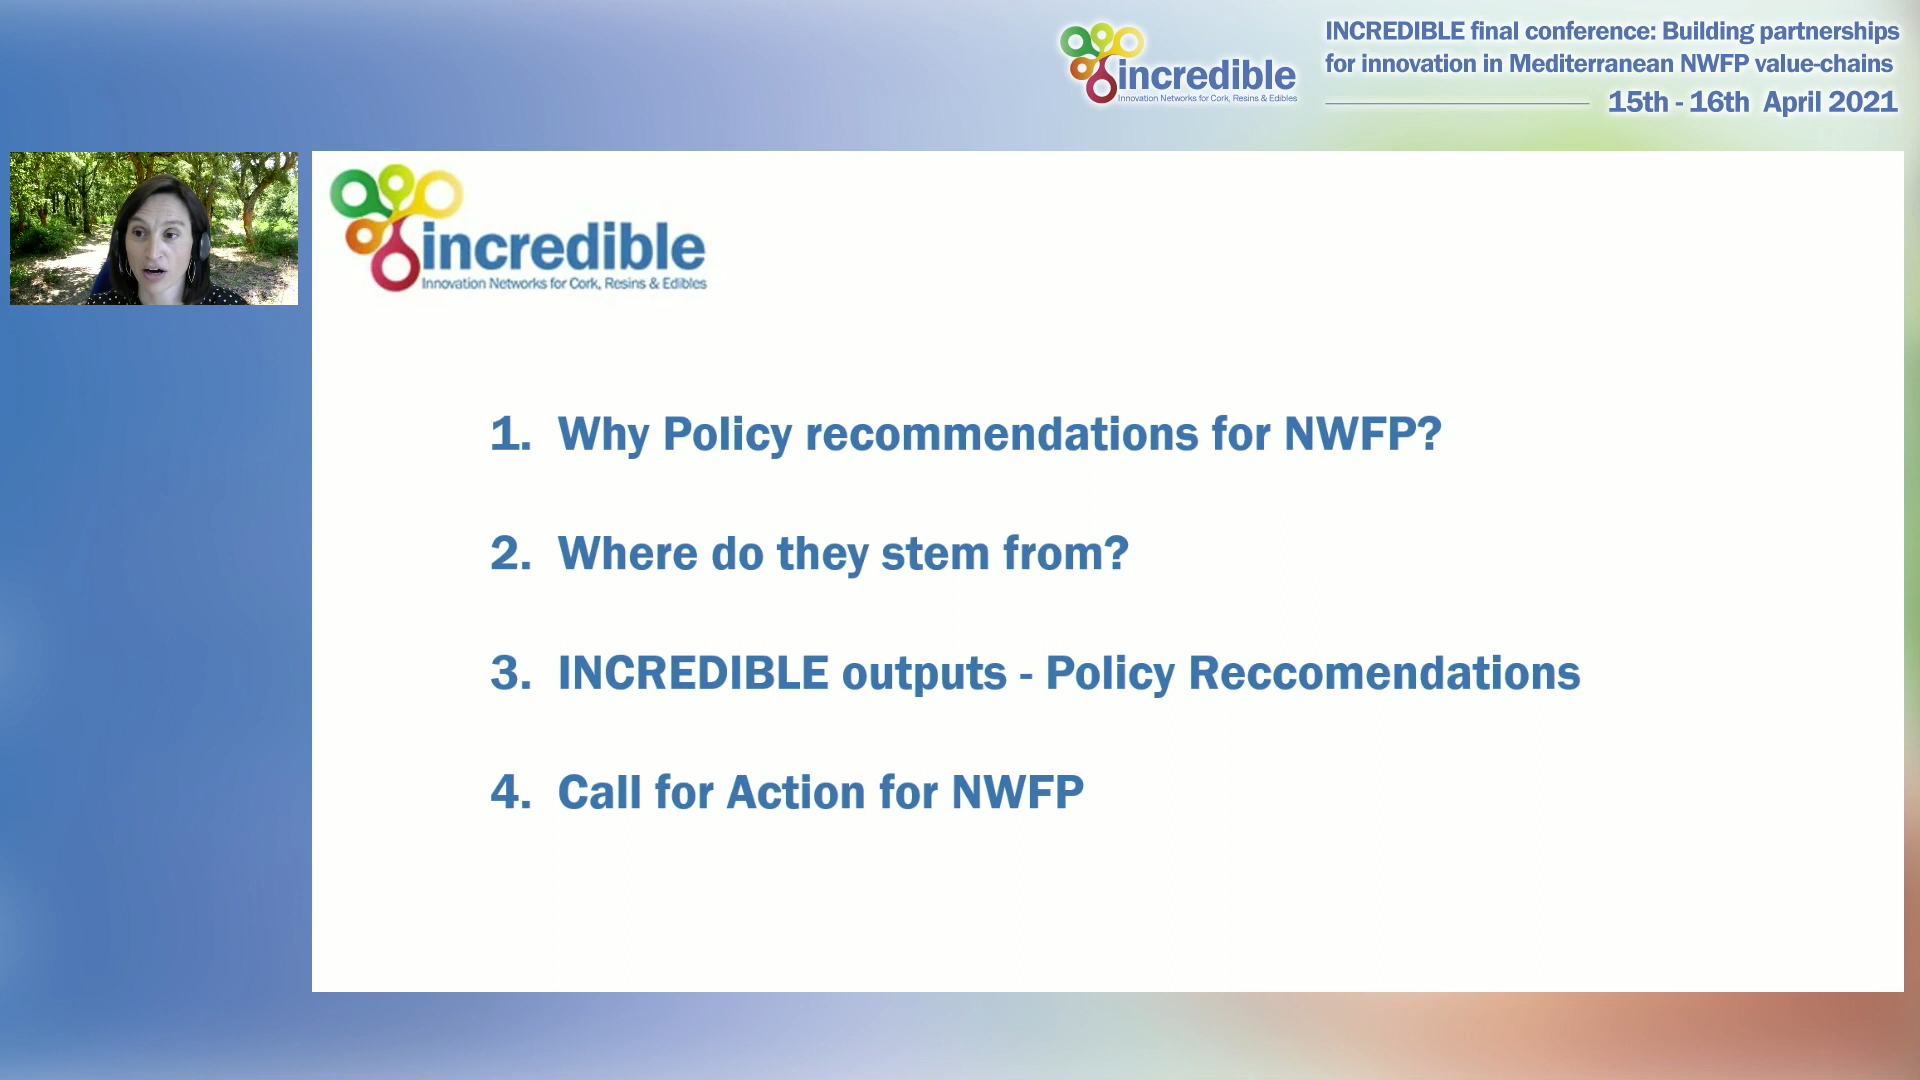 incredible
Innovation Networks for Cork, Resins & Edibles
INCREDIBLE final conference: Building partnerships
for innovation in Mediterranean NWFP value-chains
15th - 16th April 2021
incredible
Innovation Networks for Cork, Resins & Edibles
1. Why Policy recommendations for NWFP?
2. Where do they stem from?
3. INCREDIBLE outputs - Policy Reccomendations
4. Call for Action for NWFP